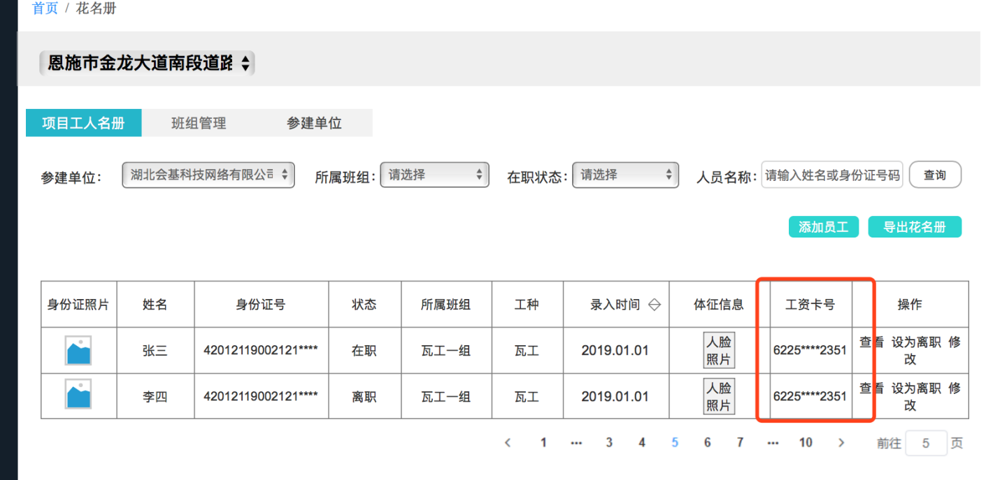 首页 / 花名册
恩施市金龙大道南段道路
项目工人名册 班组管理 参建单位
参建单位： 湖北会基科技网络有限公司 所属班组： 请选择 在职状态： 请选择 人员名称： 请输入姓名或身份证号码 查询
添加员工 导出花名册
身份证照片 姓名 身份证号 状态 所属班组 工种 录入时间 体征信息 工资卡号 操作
张三 42012119002121**** 在职 瓦工一组 瓦工 2019.01.01 人脸 6225****2351 查看 设为离职 修
照片 改
李四 42012119002121**** 离职 瓦工一组 瓦工 2019.01.01 人脸 6225****2351 查看 设为离职 修
照片 改
< 1 ... 3 4 5 6 7 ... 10 > 前往 5 页